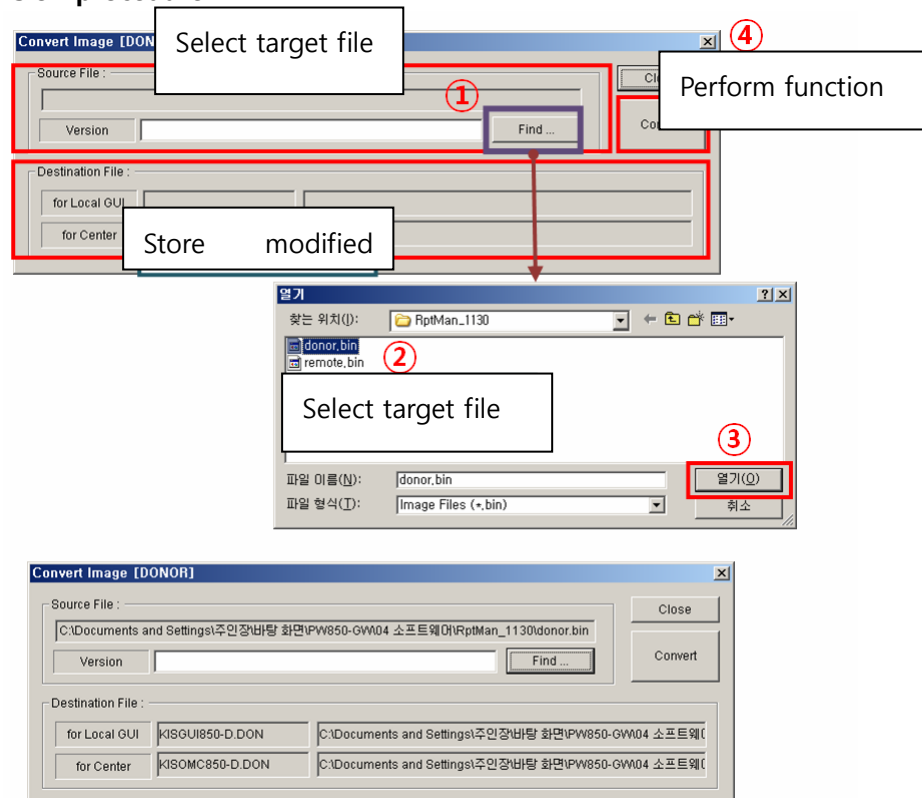 Convert Image [DON
Select target file
④
Source File :
①
Perform function
Version
Find ...
Destination File :
for Local GUI
for Center
Store modified
열기
찾는 위치(I):
RptMan_1130
donor.bin
remote.bin
②
Select target file
③
파일 이름(N):
donor.bin
열기(O)
파일 형식(T):
Image Files (*.bin)
취소
Convert Image [DONOR]
Source File :
Close
C:\Documents and Settings\주인장\바탕 화면\PW850-GW\04 소프트웨어\RptMan_1130\donor.bin
Version
Find ...
Convert
Destination File :
for Local GUI
KISGUI850-D.DON
C:\Documents and Settings\주인장\바탕 화면\PW850-GW\04 소프트웨
for Center
KISOMC850-D.DON
C:\Documents and Settings\주인장\바탕 화면\PW850-GW\04 소프트웨